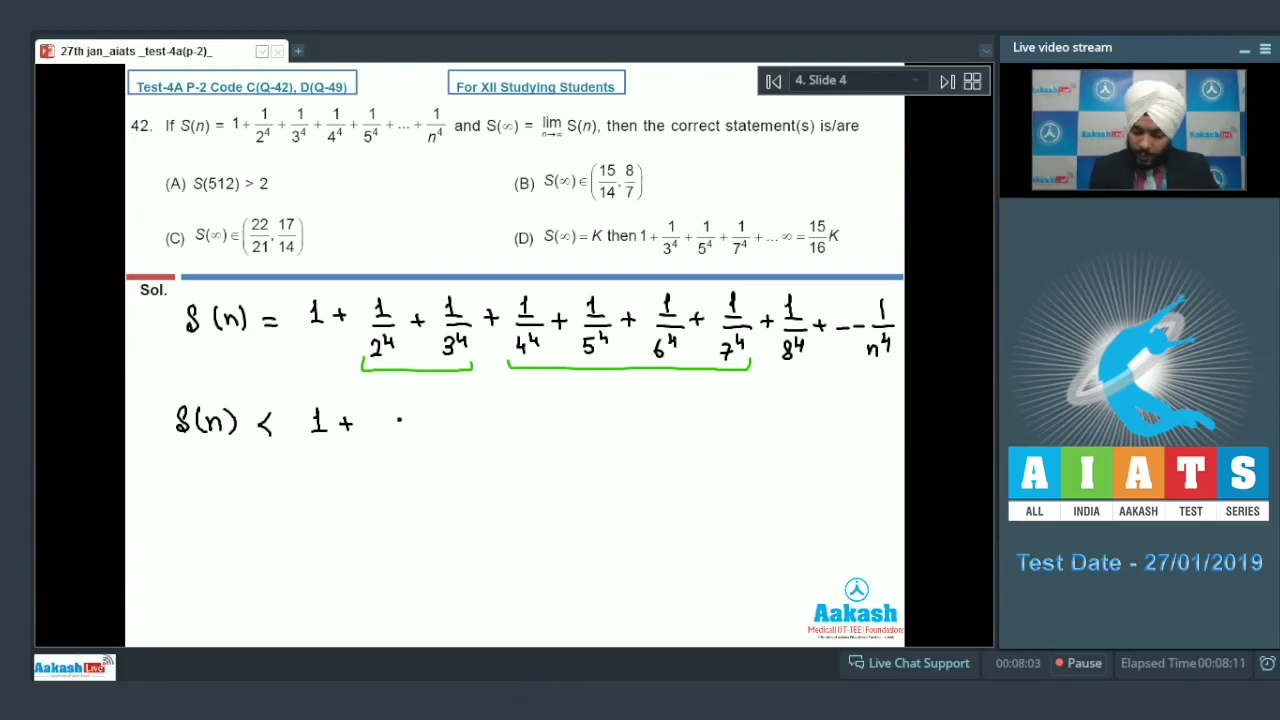 27th jan_aiats _test-4a(p-2)_
Live video stream
Test-4A P-2 Code C(Q-42), D(Q-49)
For XII Studying Students
4. Slide 4
42. If S(n) = 1 + 1/2⁴ + 1/3⁴ + 1/4⁴ + 1/5⁴ + ... + 1/n⁴ and S(∞) = lim n→∞ S(n), then the correct statement(s) is/are
(A) S(512) > 2
(B) S(∞) ∈ (15/14, 8/7)
(C) S(∞) ∈ (22/21, 17/14)
(D) S(∞) = K then 1 + 1/3⁴ + 1/5⁴ + 1/7⁴ + ... ∞ = 15/16 K
Sol.
S(n) = 1 + 1/2⁴ + 1/3⁴ + 1/4⁴ + 1/5⁴ + 1/6⁴ + 1/7⁴ + 1/8⁴ + -- 1/n⁴
S(n) < 1 +
AIATS
ALL INDIA AAKASH TEST SERIES
Test Date - 27/01/2019
Aakash
Medical|IIT-JEE|Foundations
Aakash Live
Live Chat Support
00:08:03
Pause
Elapsed Time 00:08:11